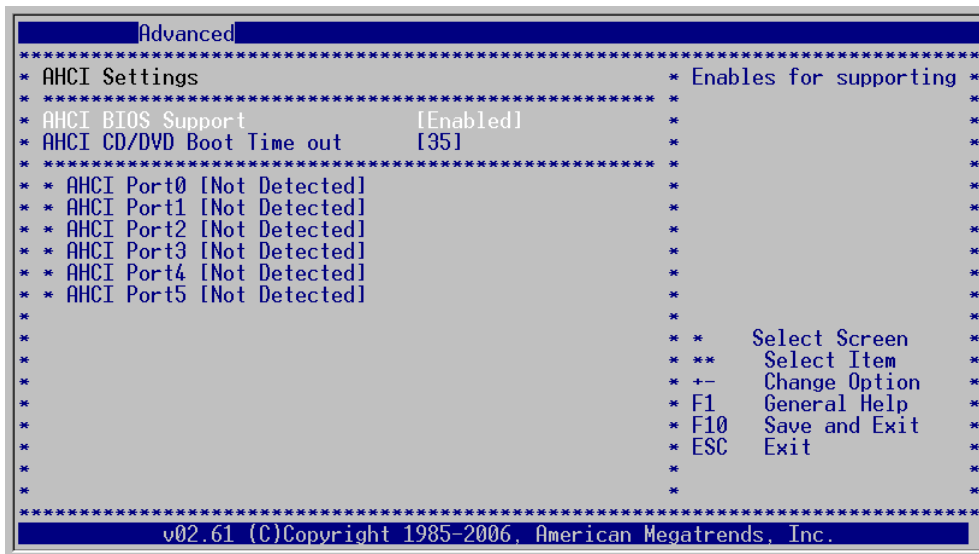 Advanced
********************************************************************************
* AHCI Settings * Enables for supporting *
* *************************************************** * *
* AHCI BIOS Support [Enabled] * *
* AHCI CD/DVD Boot Time out [35] * *
* *************************************************** * *
* * AHCI Port0 [Not Detected] * *
* * AHCI Port1 [Not Detected] * *
* * AHCI Port2 [Not Detected] * *
* * AHCI Port3 [Not Detected] * *
* * AHCI Port4 [Not Detected] * *
* * AHCI Port5 [Not Detected] * *
* * *
* * * Select Screen *
* * ** Select Item *
* * +- Change Option *
* * F1 General Help *
* * F10 Save and Exit *
* * ESC Exit *
* * *
* * *
********************************************************************************
v02.61 (C)Copyright 1985-2006, American Megatrends, Inc.